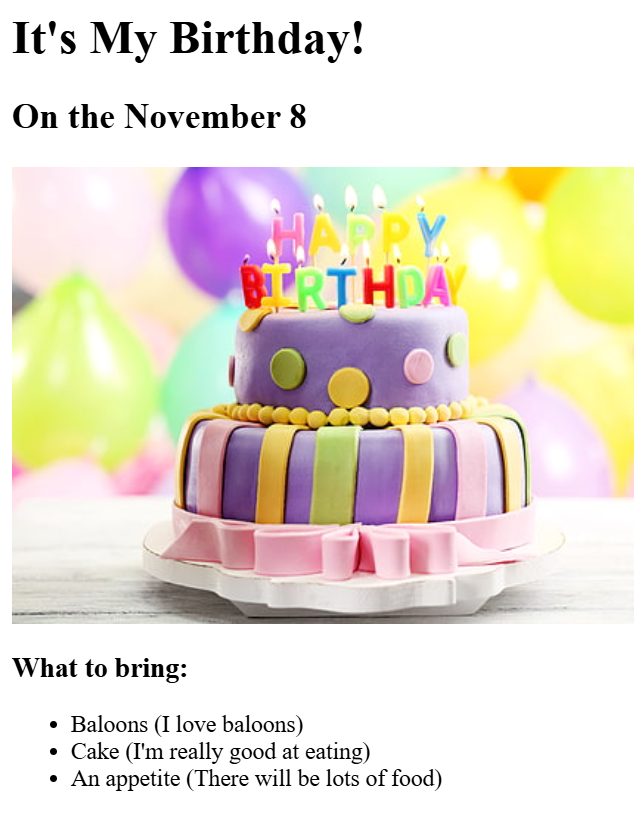 It's My Birthday!
On the November 8
HAPPY
BIRTHDAY
What to bring:
• Baloons (I love baloons)
• Cake (I'm really good at eating)
• An appetite (There will be lots of food)